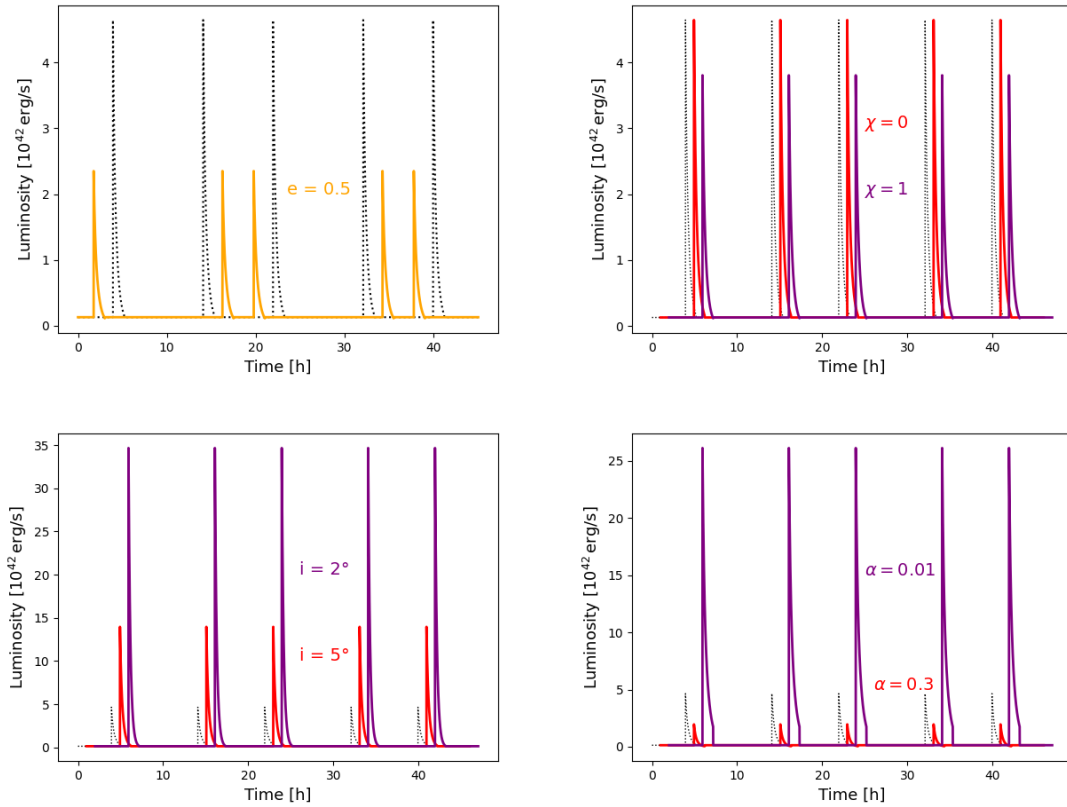 Luminosity [10^42 erg/s]
4
3
2
1
0
e = 0.5
0 10 20 30 40
Time [h]
Luminosity [10^42 erg/s]
4
3
2
1
0
χ = 0
χ = 1
0 10 20 30 40
Time [h]
Luminosity [10^42 erg/s]
35
30
25
20
15
10
5
0
i = 2°
i = 5°
0 10 20 30 40
Time [h]
Luminosity [10^42 erg/s]
25
20
15
10
5
0
α = 0.01
α = 0.3
0 10 20 30 40
Time [h]